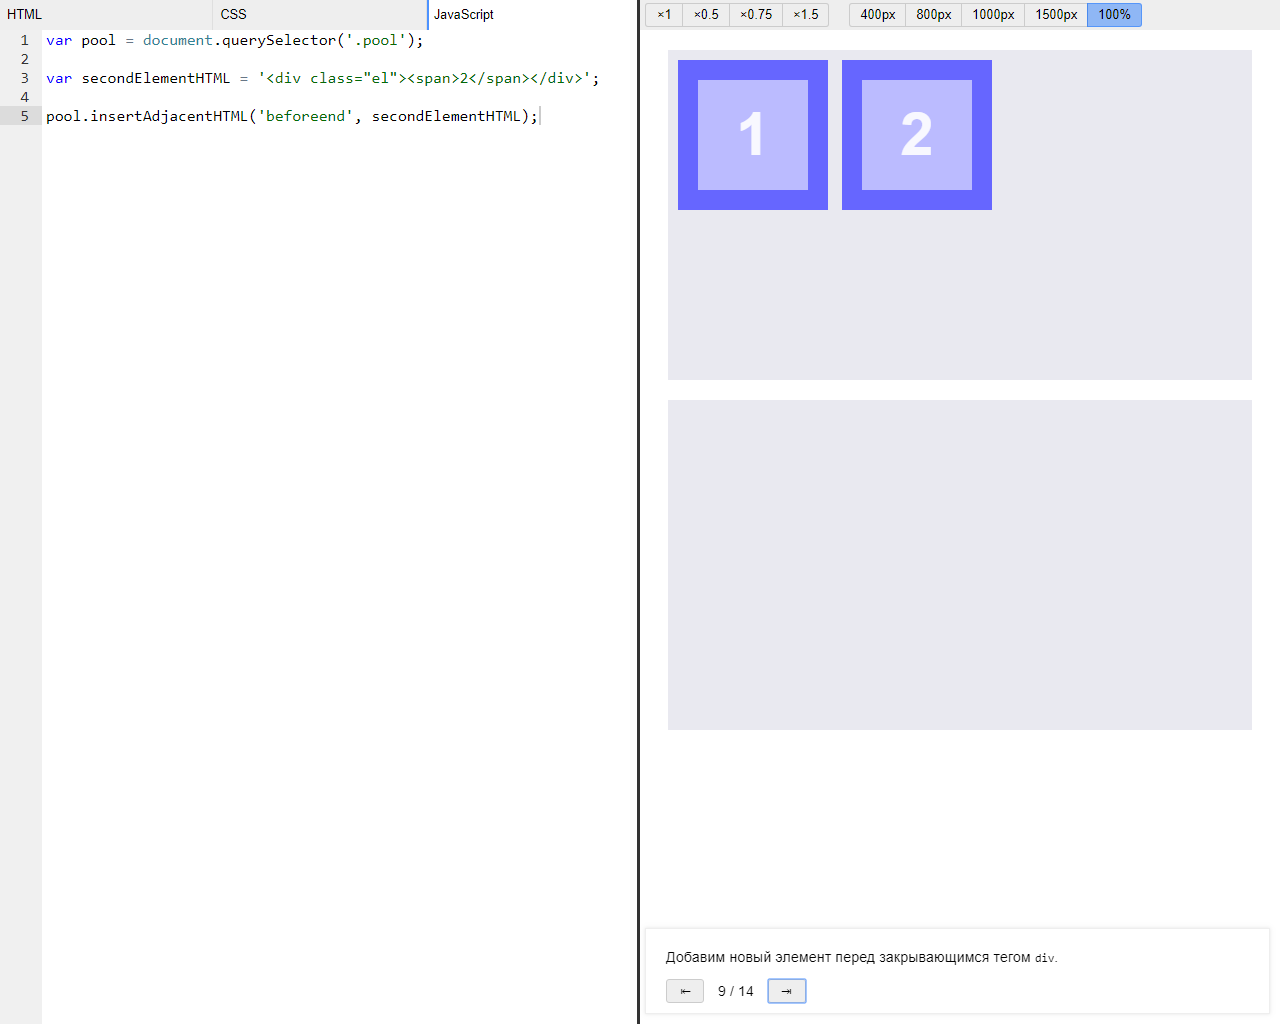 HTML CSS JavaScript
×1 ×0.5 ×0.75 ×1.5 400px 800px 1000px 1500px 100%
1 var pool = document.querySelector('.pool');
2
3 var secondElementHTML = '<div class="el"><span>2</span></div>';
4
5 pool.insertAdjacentHTML('beforeend', secondElementHTML);
1 2
Добавим новый элемент перед закрывающимся тегом div.
⇤ 9 / 14 ⇥